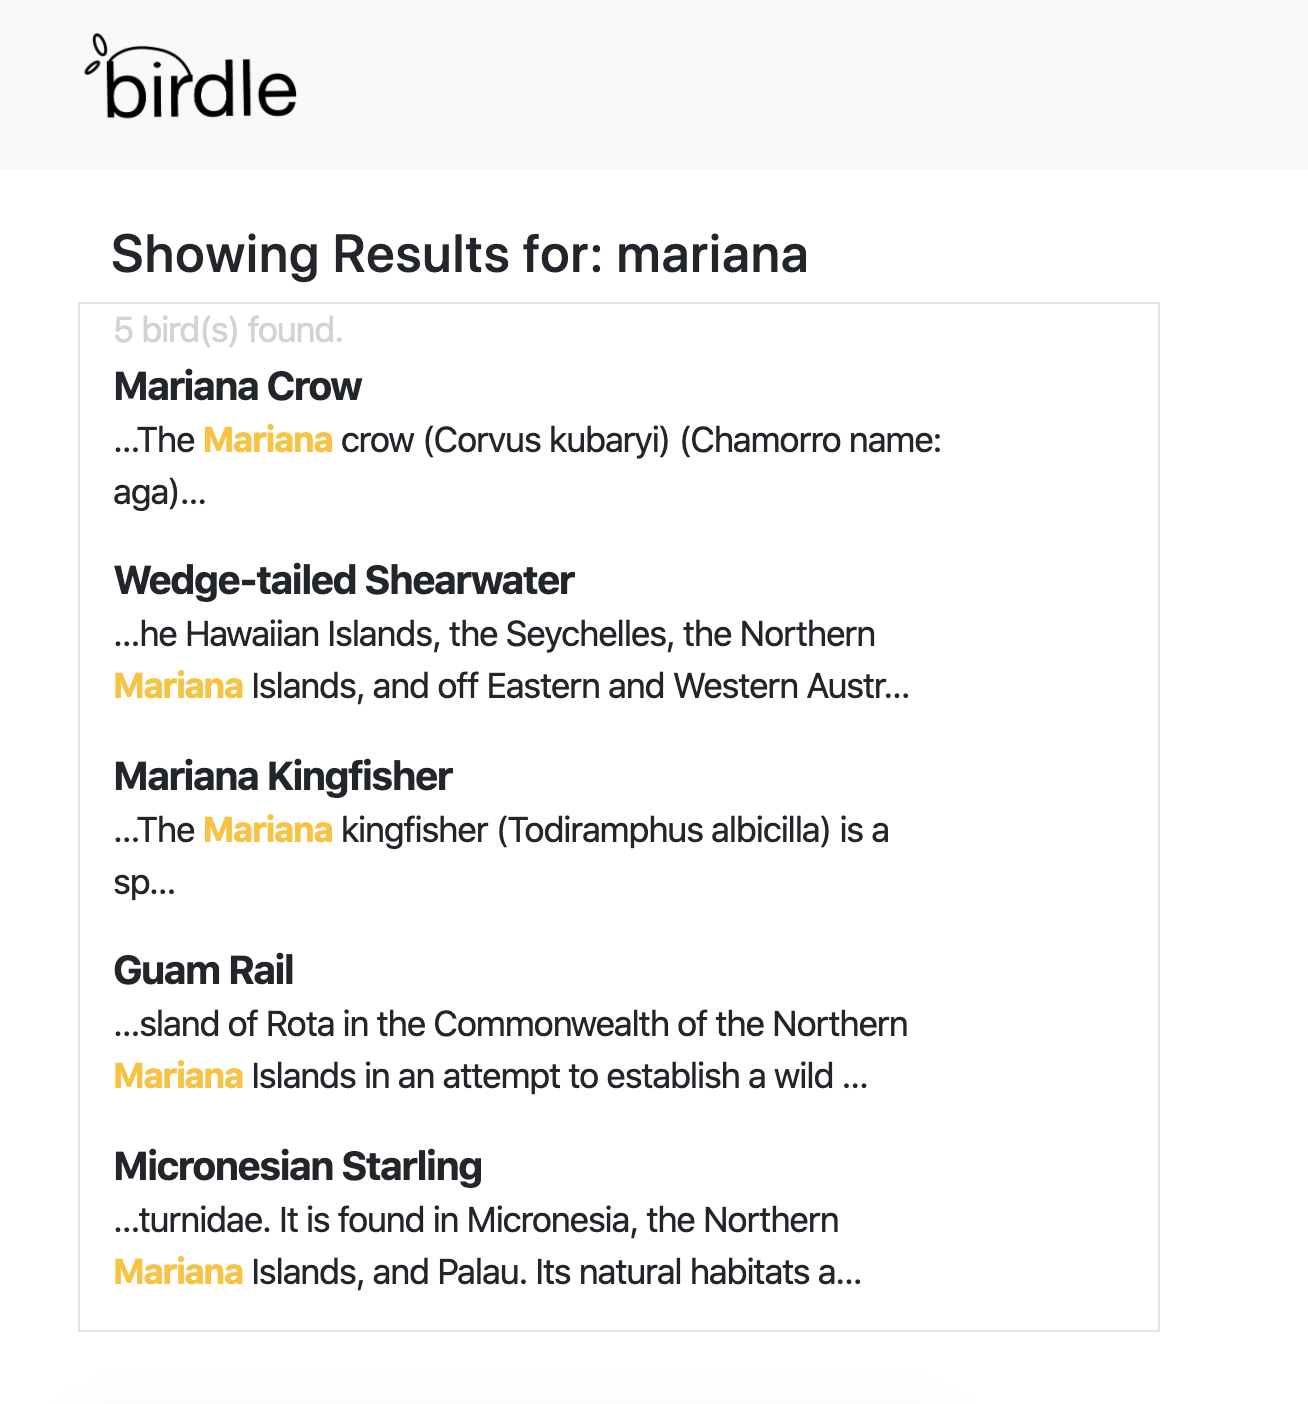 birdle
Showing Results for: mariana
5 bird(s) found.
Mariana Crow
...The Mariana crow (Corvus kubaryi) (Chamorro name:
aga)...
Wedge-tailed Shearwater
...he Hawaiian Islands, the Seychelles, the Northern
Mariana Islands, and off Eastern and Western Austr...
Mariana Kingfisher
...The Mariana kingfisher (Todiramphus albicilla) is a
sp...
Guam Rail
...sland of Rota in the Commonwealth of the Northern
Mariana Islands in an attempt to establish a wild ...
Micronesian Starling
...turnidae. It is found in Micronesia, the Northern
Mariana Islands, and Palau. Its natural habitats a...